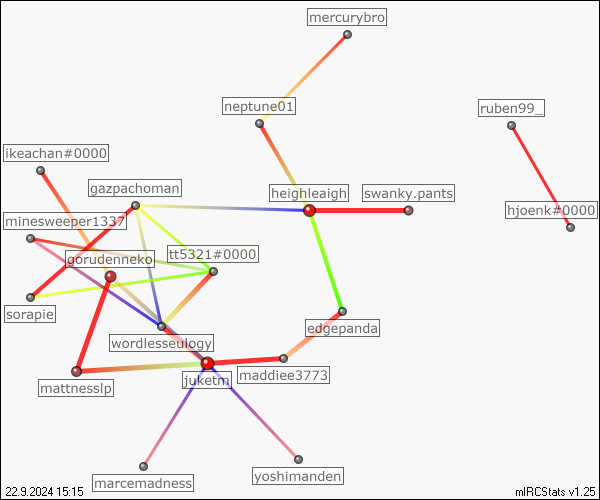 mercurybro
neptune01
ruben99_
ikeachan#0000
gazpachoman
heighleaigh
swanky.pants
hjoenk#0000
minesweeper1337
gorudenneko
tt5321#0000
sorapie
edgepanda
wordlesseulogy
mattnesslp
juketm
maddiee3773
marcemadness
yoshimanden
22.9.2024 15:15
mIRCStats v1.25